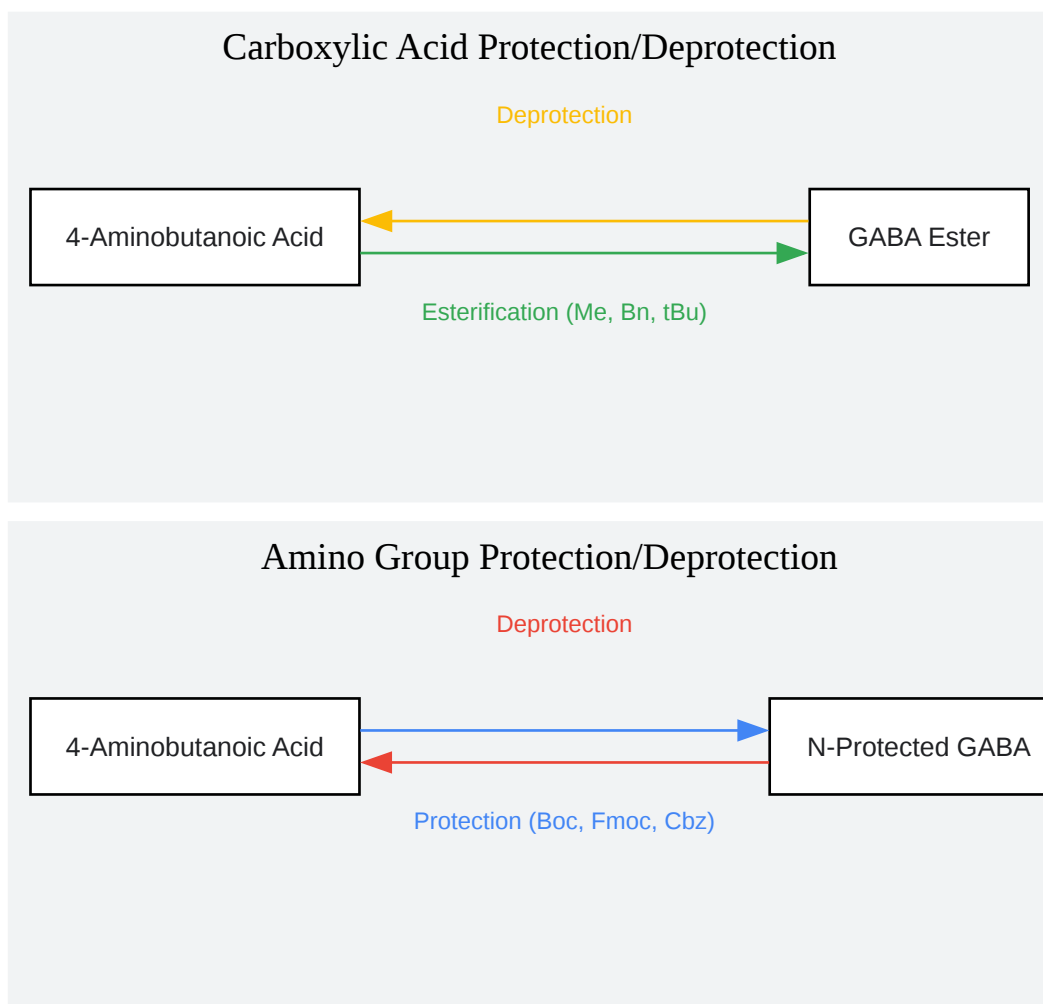 Carboxylic Acid Protection/Deprotection
Deprotection
4-Aminobutanoic Acid
GABA Ester
Esterification (Me, Bn, tBu)
Amino Group Protection/Deprotection
Deprotection
4-Aminobutanoic Acid
N-Protected GABA
Protection (Boc, Fmoc, Cbz)